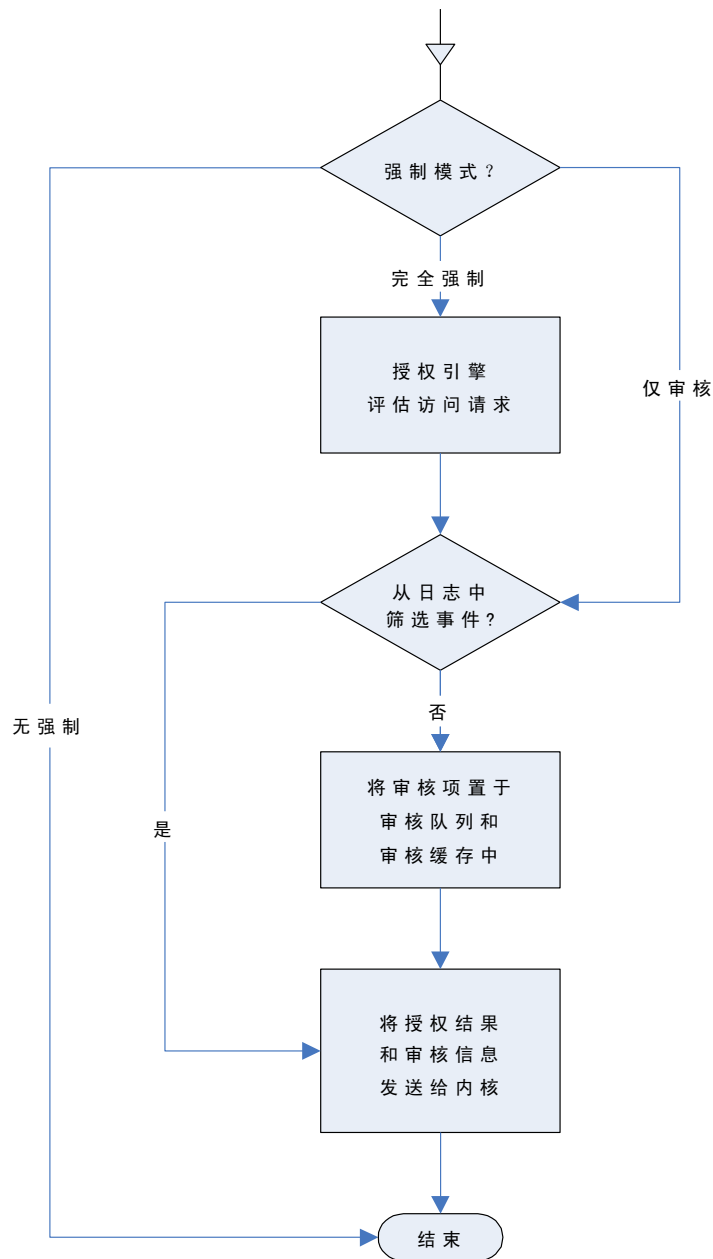 强制模式？
完全强制
授权引擎
评估访问请求
仅审核
从日志中
筛选事件?
否
无强制
将审核项置于
审核队列和
审核缓存中
是
将授权结果
和审核信息
发送给内核
结束